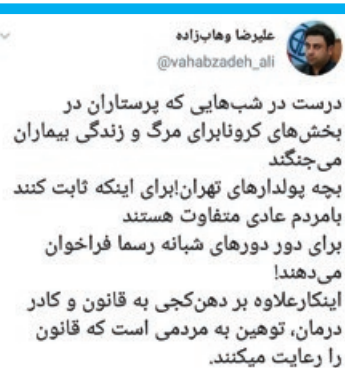 علیرضا وهاب‌زاده
@vahabzadeh_ali
درست در شب‌هایی که پرستاران در
بخش‌های کرونابرای مرگ و زندگی بیماران
می‌جنگند
بچه پولدارهای تهران!برای اینکه ثابت کنند
بامردم عادی متفاوت هستند
برای دور دورهای شبانه رسما فراخوان
می‌دهند!
اینکارعلاوه بر دهن‌کجی به قانون و کادر
درمان، توهین به مردمی است که قانون
را رعایت میکنند.